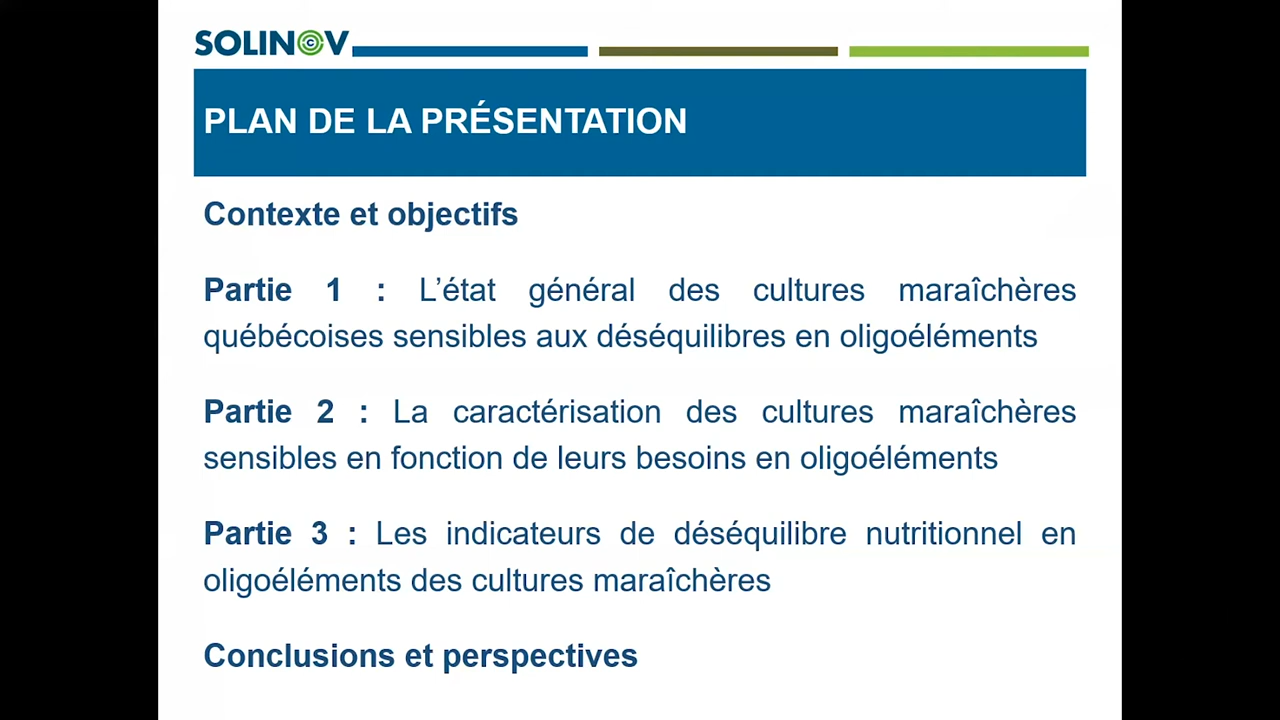 SOLINOV
PLAN DE LA PRÉSENTATION
Contexte et objectifs
Partie 1 : L’état général des cultures maraîchères
québécoises sensibles aux déséquilibres en oligoéléments
Partie 2 : La caractérisation des cultures maraîchères
sensibles en fonction de leurs besoins en oligoéléments
Partie 3 : Les indicateurs de déséquilibre nutritionnel en
oligoéléments des cultures maraîchères
Conclusions et perspectives